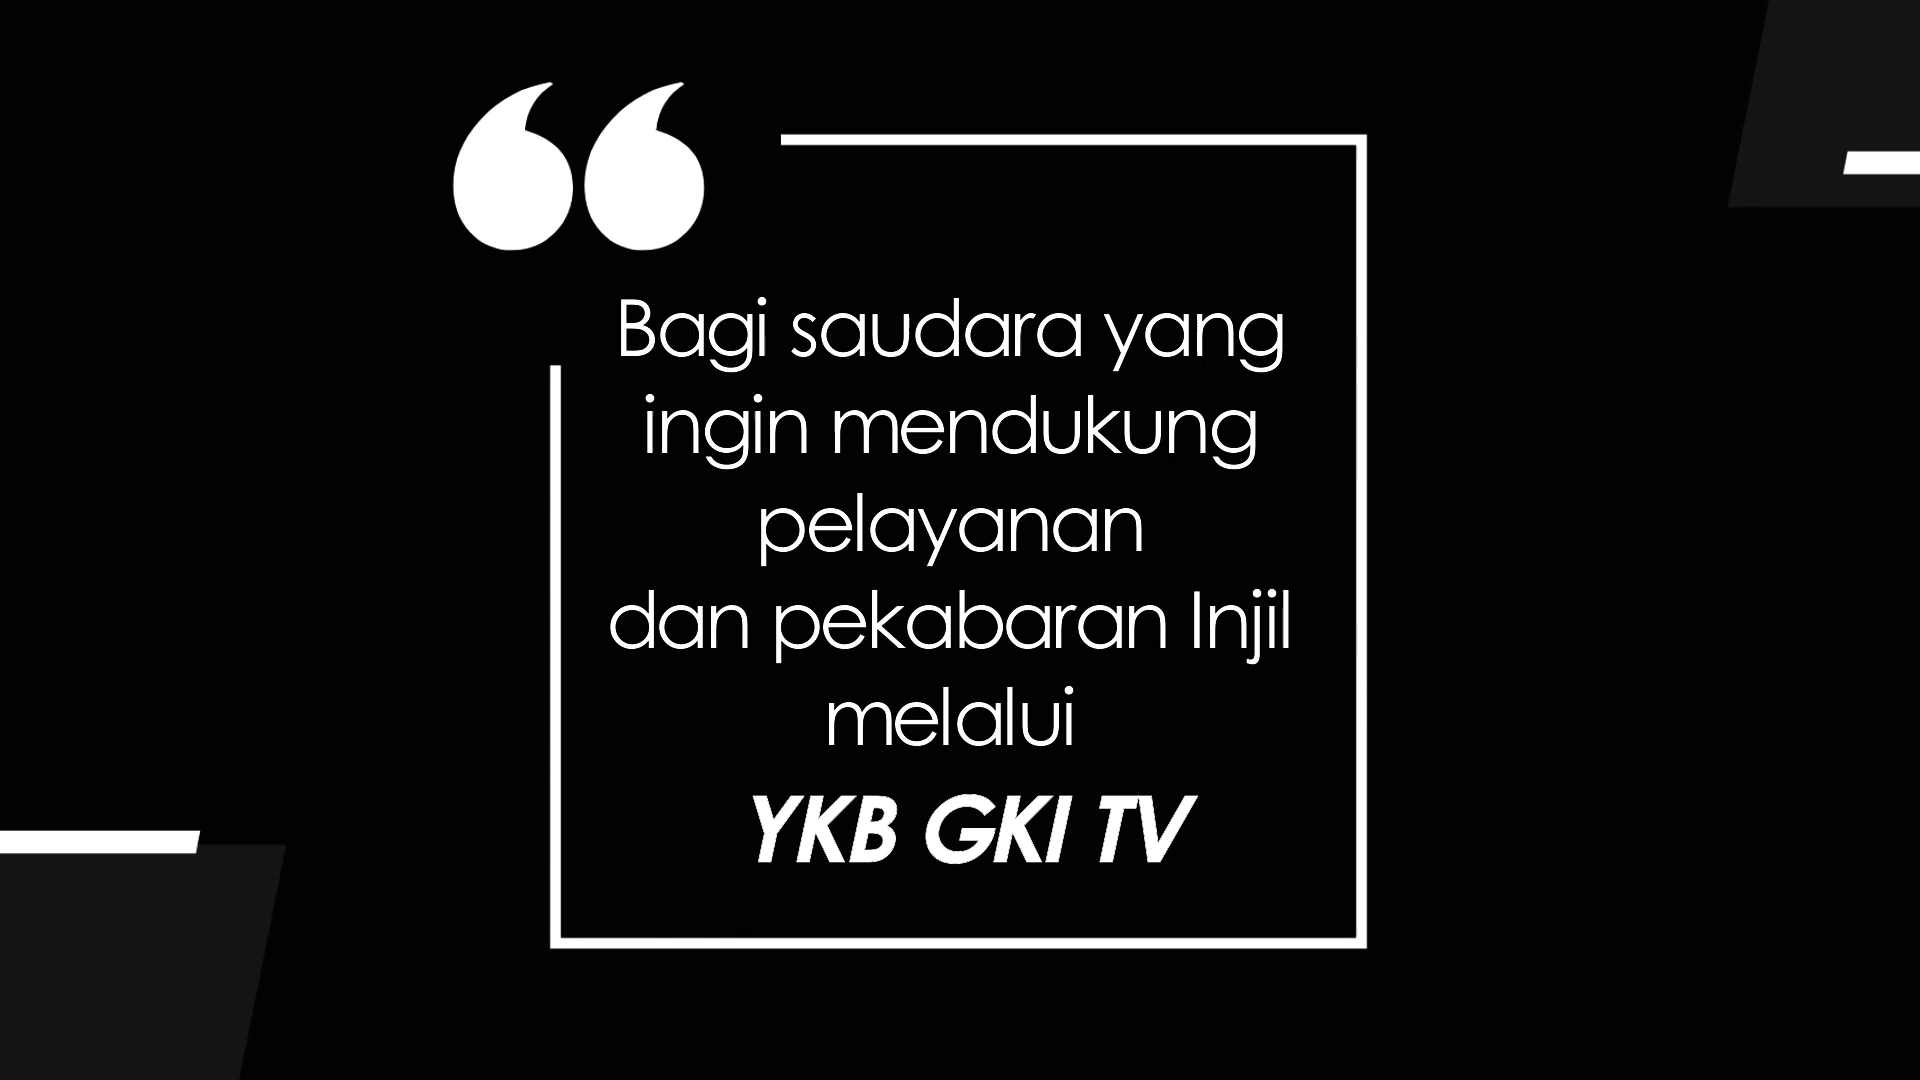 Bagi saudara yang
ingin mendukung
pelayanan
dan pekabaran Injil
melalui
YKB GKI TV